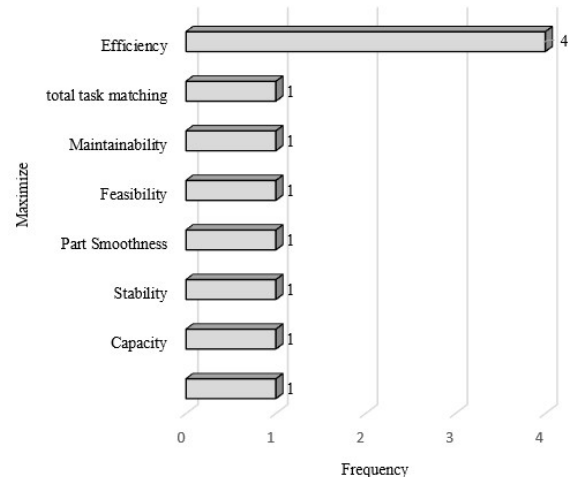 Efficiency 4
total task matching 1
Maintainability 1
Feasibility 1
Part Smoothness 1
Stability 1
Capacity 1
1
0 1 2 3 4
Frequency
Maximize